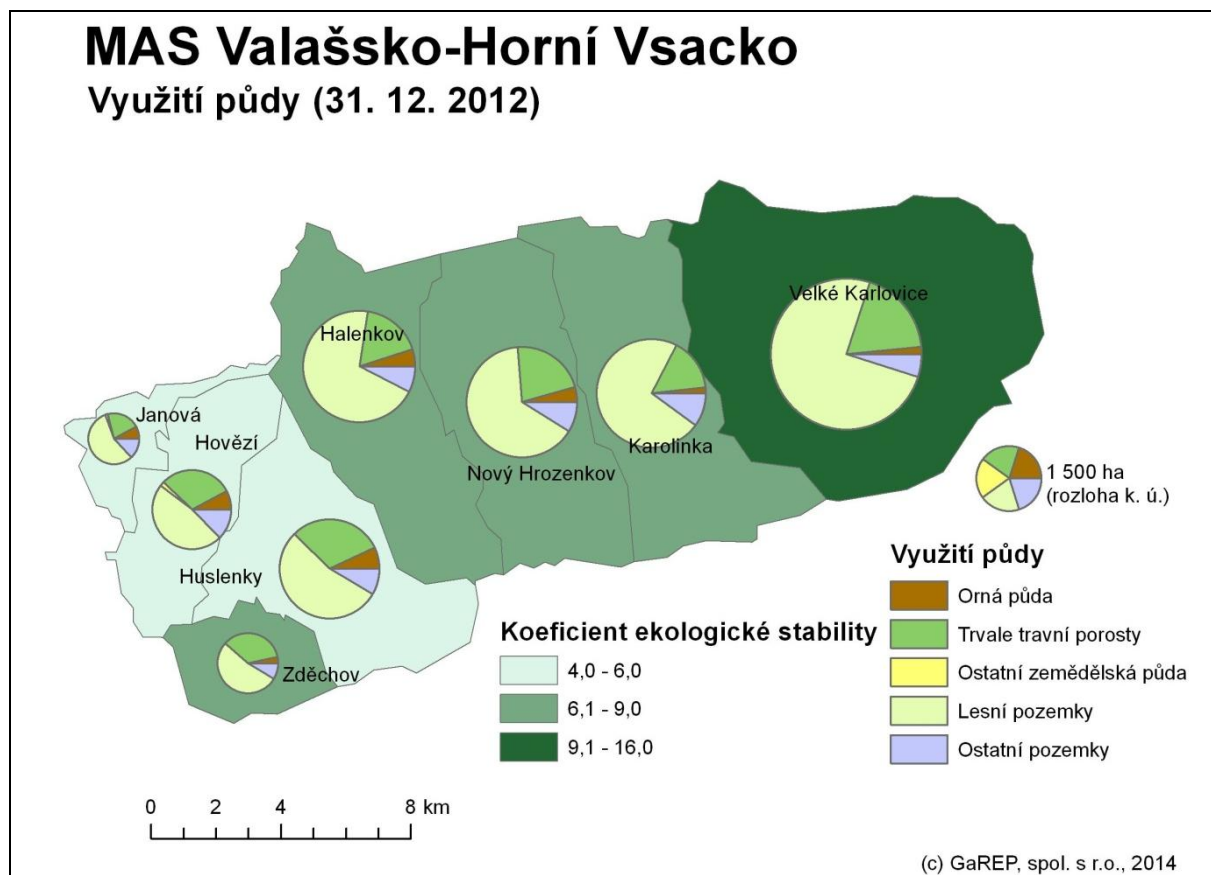 MAS Valašsko-Horní Vsacko
Využití půdy (31. 12. 2012)
Velké Karlovice
Halenkov
Janová
Hovězí
Karolinka
Nový Hrozenkov
1 500 ha
(rozloha k. ú.)
Huslenky
Zděchov
Koeficient ekologické stability
4,0 - 6,0
6,1 - 9,0
9,1 - 16,0
Využití půdy
Orná půda
Trvale travní porosty
Ostatní zemědělská půda
Lesní pozemky
Ostatní pozemky
0 2 4 8 km
(c) GaREP, spol. s r.o., 2014